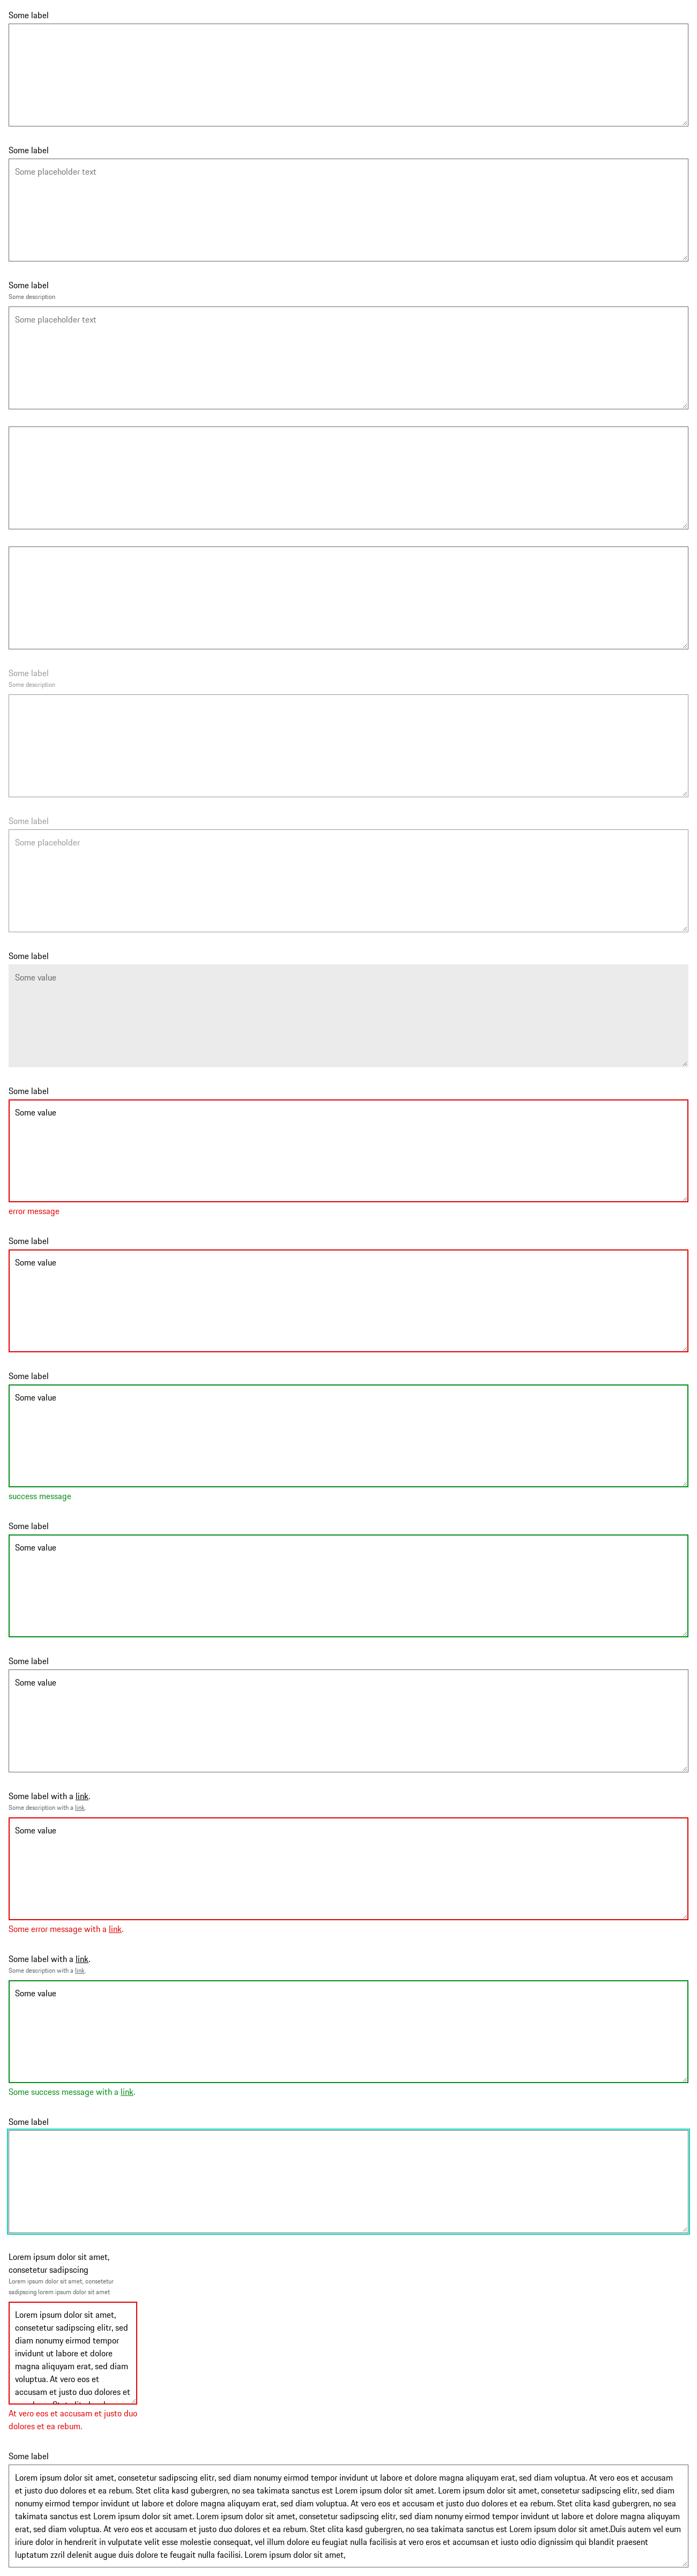 Some label
Some label
Some placeholder text
Some label
Some description
Some placeholder text
Some label
Some description
Some label
Some placeholder
Some label
Some value
Some label
Some value
error message
Some label
Some value
Some label
Some value
success message
Some label
Some value
Some label
Some value
Some label with a link.
Some description with a link.
Some value
Some error message with a link.
Some label with a link.
Some description with a link.
Some value
Some success message with a link.
Some label
Lorem ipsum dolor sit amet,
consetetur sadipscing
Lorem ipsum dolor sit amet, consetetur
sadipscing lorem ipsum dolor sit amet
Lorem ipsum dolor sit amet,
consetetur sadipscing elitr, sed
diam nonumy eirmod tempor
invidunt ut labore et dolore
magna aliquyam erat, sed diam
voluptua. At vero eos et
accusam et justo duo dolores et
At vero eos et accusam et justo duo
dolores et ea rebum.
Some label
Lorem ipsum dolor sit amet, consetetur sadipscing elitr, sed diam nonumy eirmod tempor invidunt ut labore et dolore magna aliquyam erat, sed diam voluptua. At vero eos et accusam
et justo duo dolores et ea rebum. Stet clita kasd gubergren, no sea takimata sanctus est Lorem ipsum dolor sit amet. Lorem ipsum dolor sit amet, consetetur sadipscing elitr, sed diam
nonumy eirmod tempor invidunt ut labore et dolore magna aliquyam erat, sed diam voluptua. At vero eos et accusam et justo duo dolores et ea rebum. Stet clita kasd gubergren, no sea
takimata sanctus est Lorem ipsum dolor sit amet. Lorem ipsum dolor sit amet, consetetur sadipscing elitr, sed diam nonumy eirmod tempor invidunt ut labore et dolore magna aliquyam
erat, sed diam voluptua. At vero eos et accusam et justo duo dolores et ea rebum. Stet clita kasd gubergren, no sea takimata sanctus est Lorem ipsum dolor sit amet.Duis autem vel eum
iriure dolor in hendrerit in vulputate velit esse molestie consequat, vel illum dolore eu feugiat nulla facilisis at vero eros et accumsan et iusto odio dignissim qui blandit praesent
luptatum zzril delenit augue duis dolore te feugait nulla facilisi. Lorem ipsum dolor sit amet,